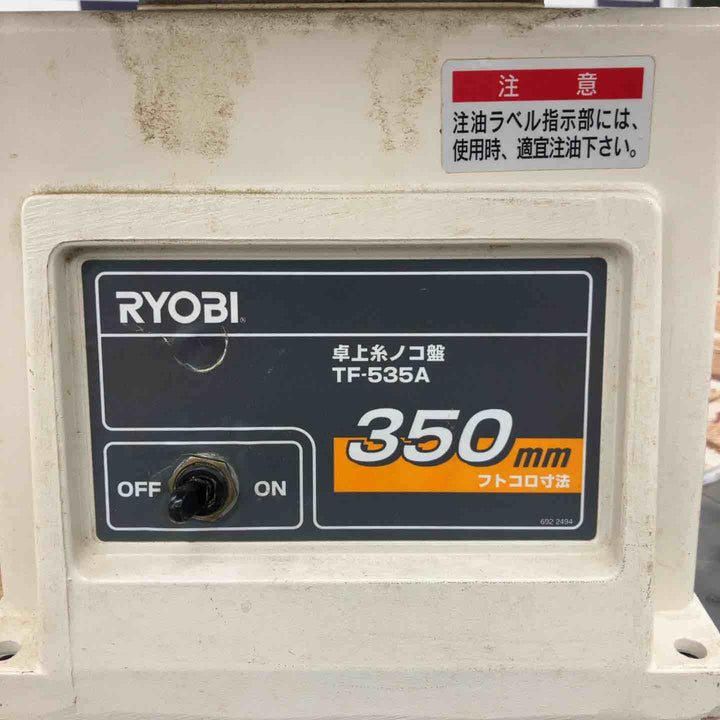 注 意
注油ラベル指示部には、
使用時、適宜注油下さい。
RYOBI
卓上糸ノコ盤
TF-535A
350mm
フトコロ寸法
OFF ON
692 2494